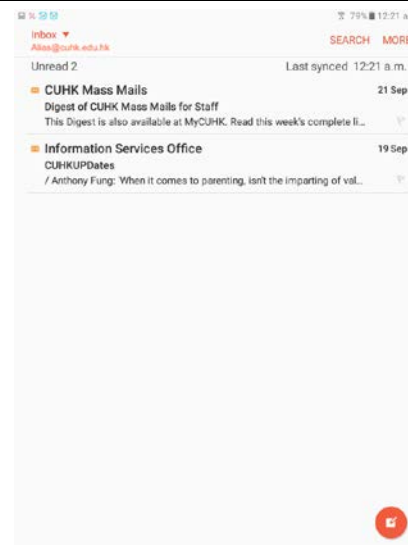 79% 12:21 a
Inbox ▼
SEARCH MORE
Alias@cuhk.edu.hk
Unread 2 Last synced 12:21 a.m.
CUHK Mass Mails 21 Sep
Digest of CUHK Mass Mails for Staff
This Digest is also available at MyCUHK. Read this week's complete li...
Information Services Office 19 Sep
CUHKUPDates
/ Anthony Fung: 'When it comes to parenting, isn't the imparting of val...